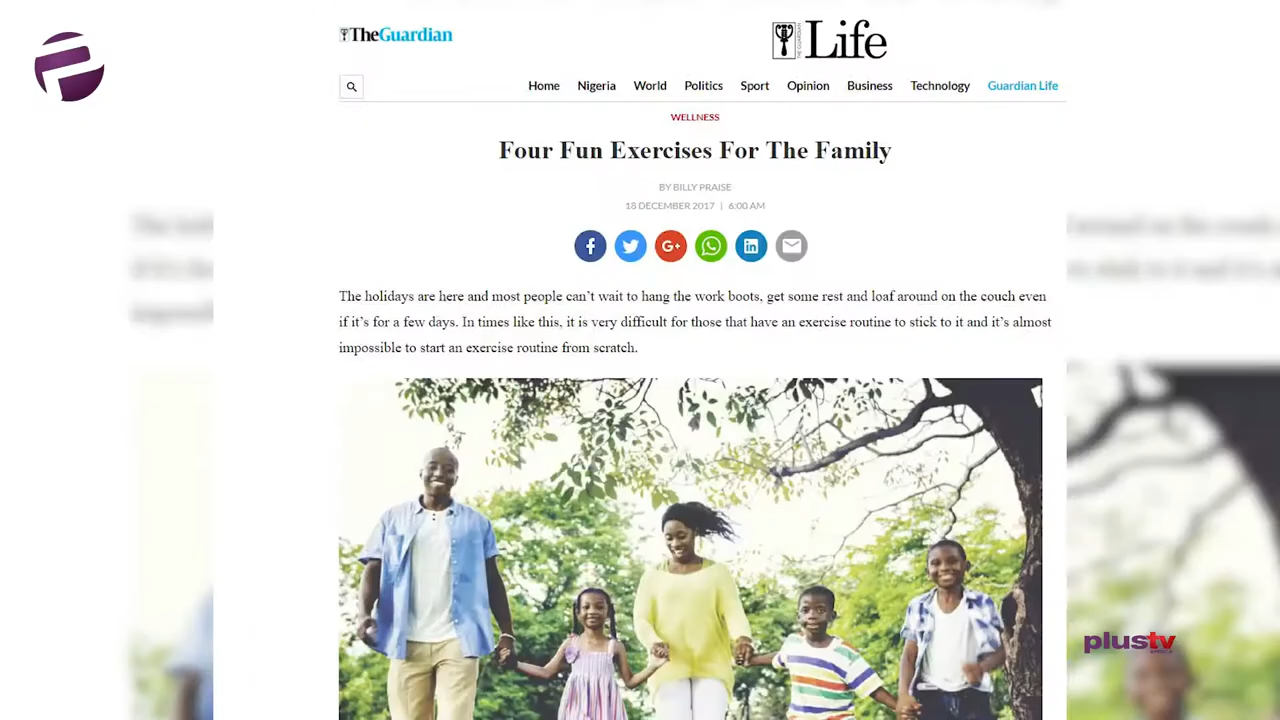 TheGuardian
THE GUARDIAN
Life
Home Nigeria World Politics Sport Opinion Business Technology Guardian Life
WELLNESS
Four Fun Exercises For The Family
BY BILLY PRAISE
18 DECEMBER 2017 | 6:00 AM
The holidays are here and most people can’t wait to hang the work boots, get some rest and loaf around on the couch even
if it’s for a few days. In times like this, it is very difficult for those that have an exercise routine to stick to it and it’s almost
impossible to start an exercise routine from scratch.
plustv
AFRICA